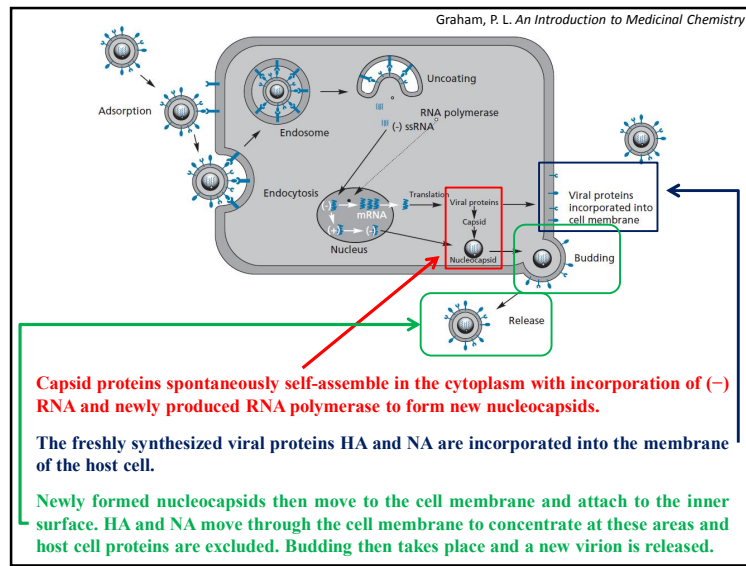 Graham, P. L. An Introduction to Medicinal Chemistry
Adsorption
Endosome
Uncoating
RNA polymerase
(-) ssRNA
Endocytosis
Translation
(-)
mRNA
(+)
(-)
Nucleus
Viral proteins
Capsid
Nucleocapsid
Viral proteins
incorporated into
cell membrane
Budding
Release
Capsid proteins spontaneously self-assemble in the cytoplasm with incorporation of (−)
RNA and newly produced RNA polymerase to form new nucleocapsids.
The freshly synthesized viral proteins HA and NA are incorporated into the membrane
of the host cell.
Newly formed nucleocapsids then move to the cell membrane and attach to the inner
surface. HA and NA move through the cell membrane to concentrate at these areas and
host cell proteins are excluded. Budding then takes place and a new virion is released.